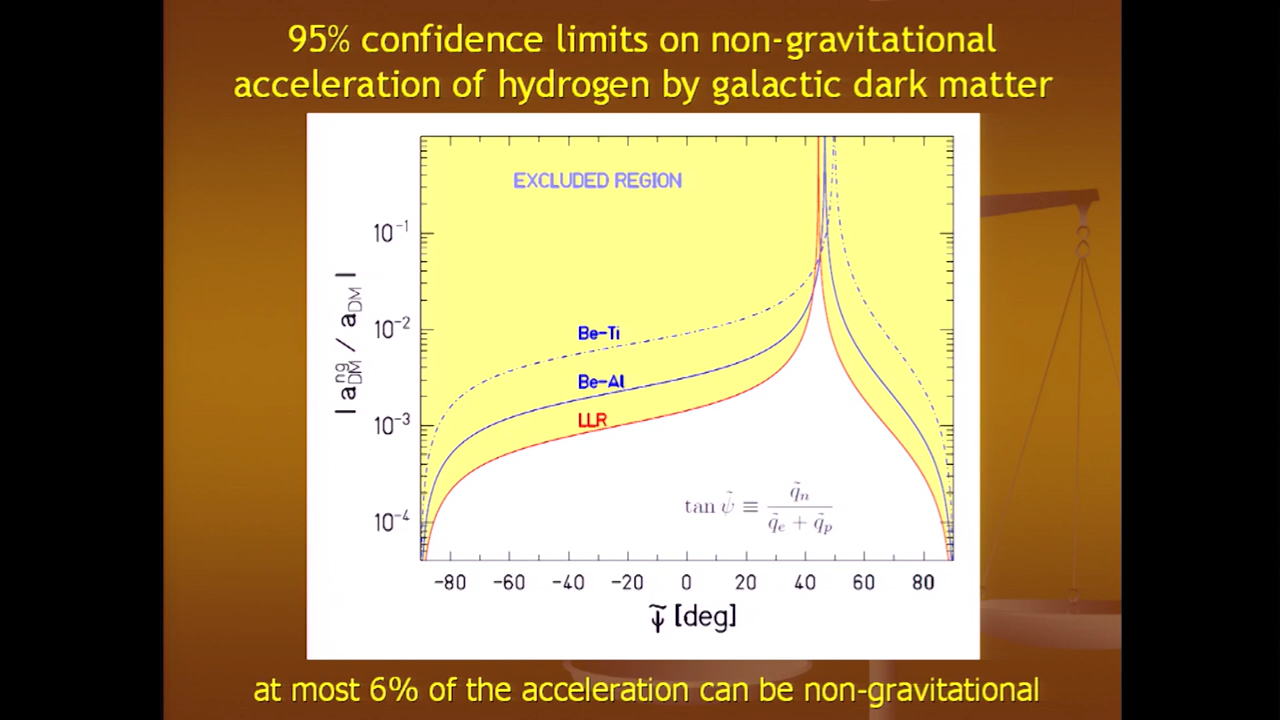 95% confidence limits on non-gravitational
acceleration of hydrogen by galactic dark matter
EXCLUDED REGION
10⁻¹
10⁻²
10⁻³
10⁻⁴
| aᴰᴹⁿᵍ / aDM |
Be-Ti
Be-Al
LLR
tan ψ̃ ≡ q̃n / (q̃e + q̃p)
-80 -60 -40 -20 0 20 40 60 80
ψ̃ [deg]
at most 6% of the acceleration can be non-gravitational